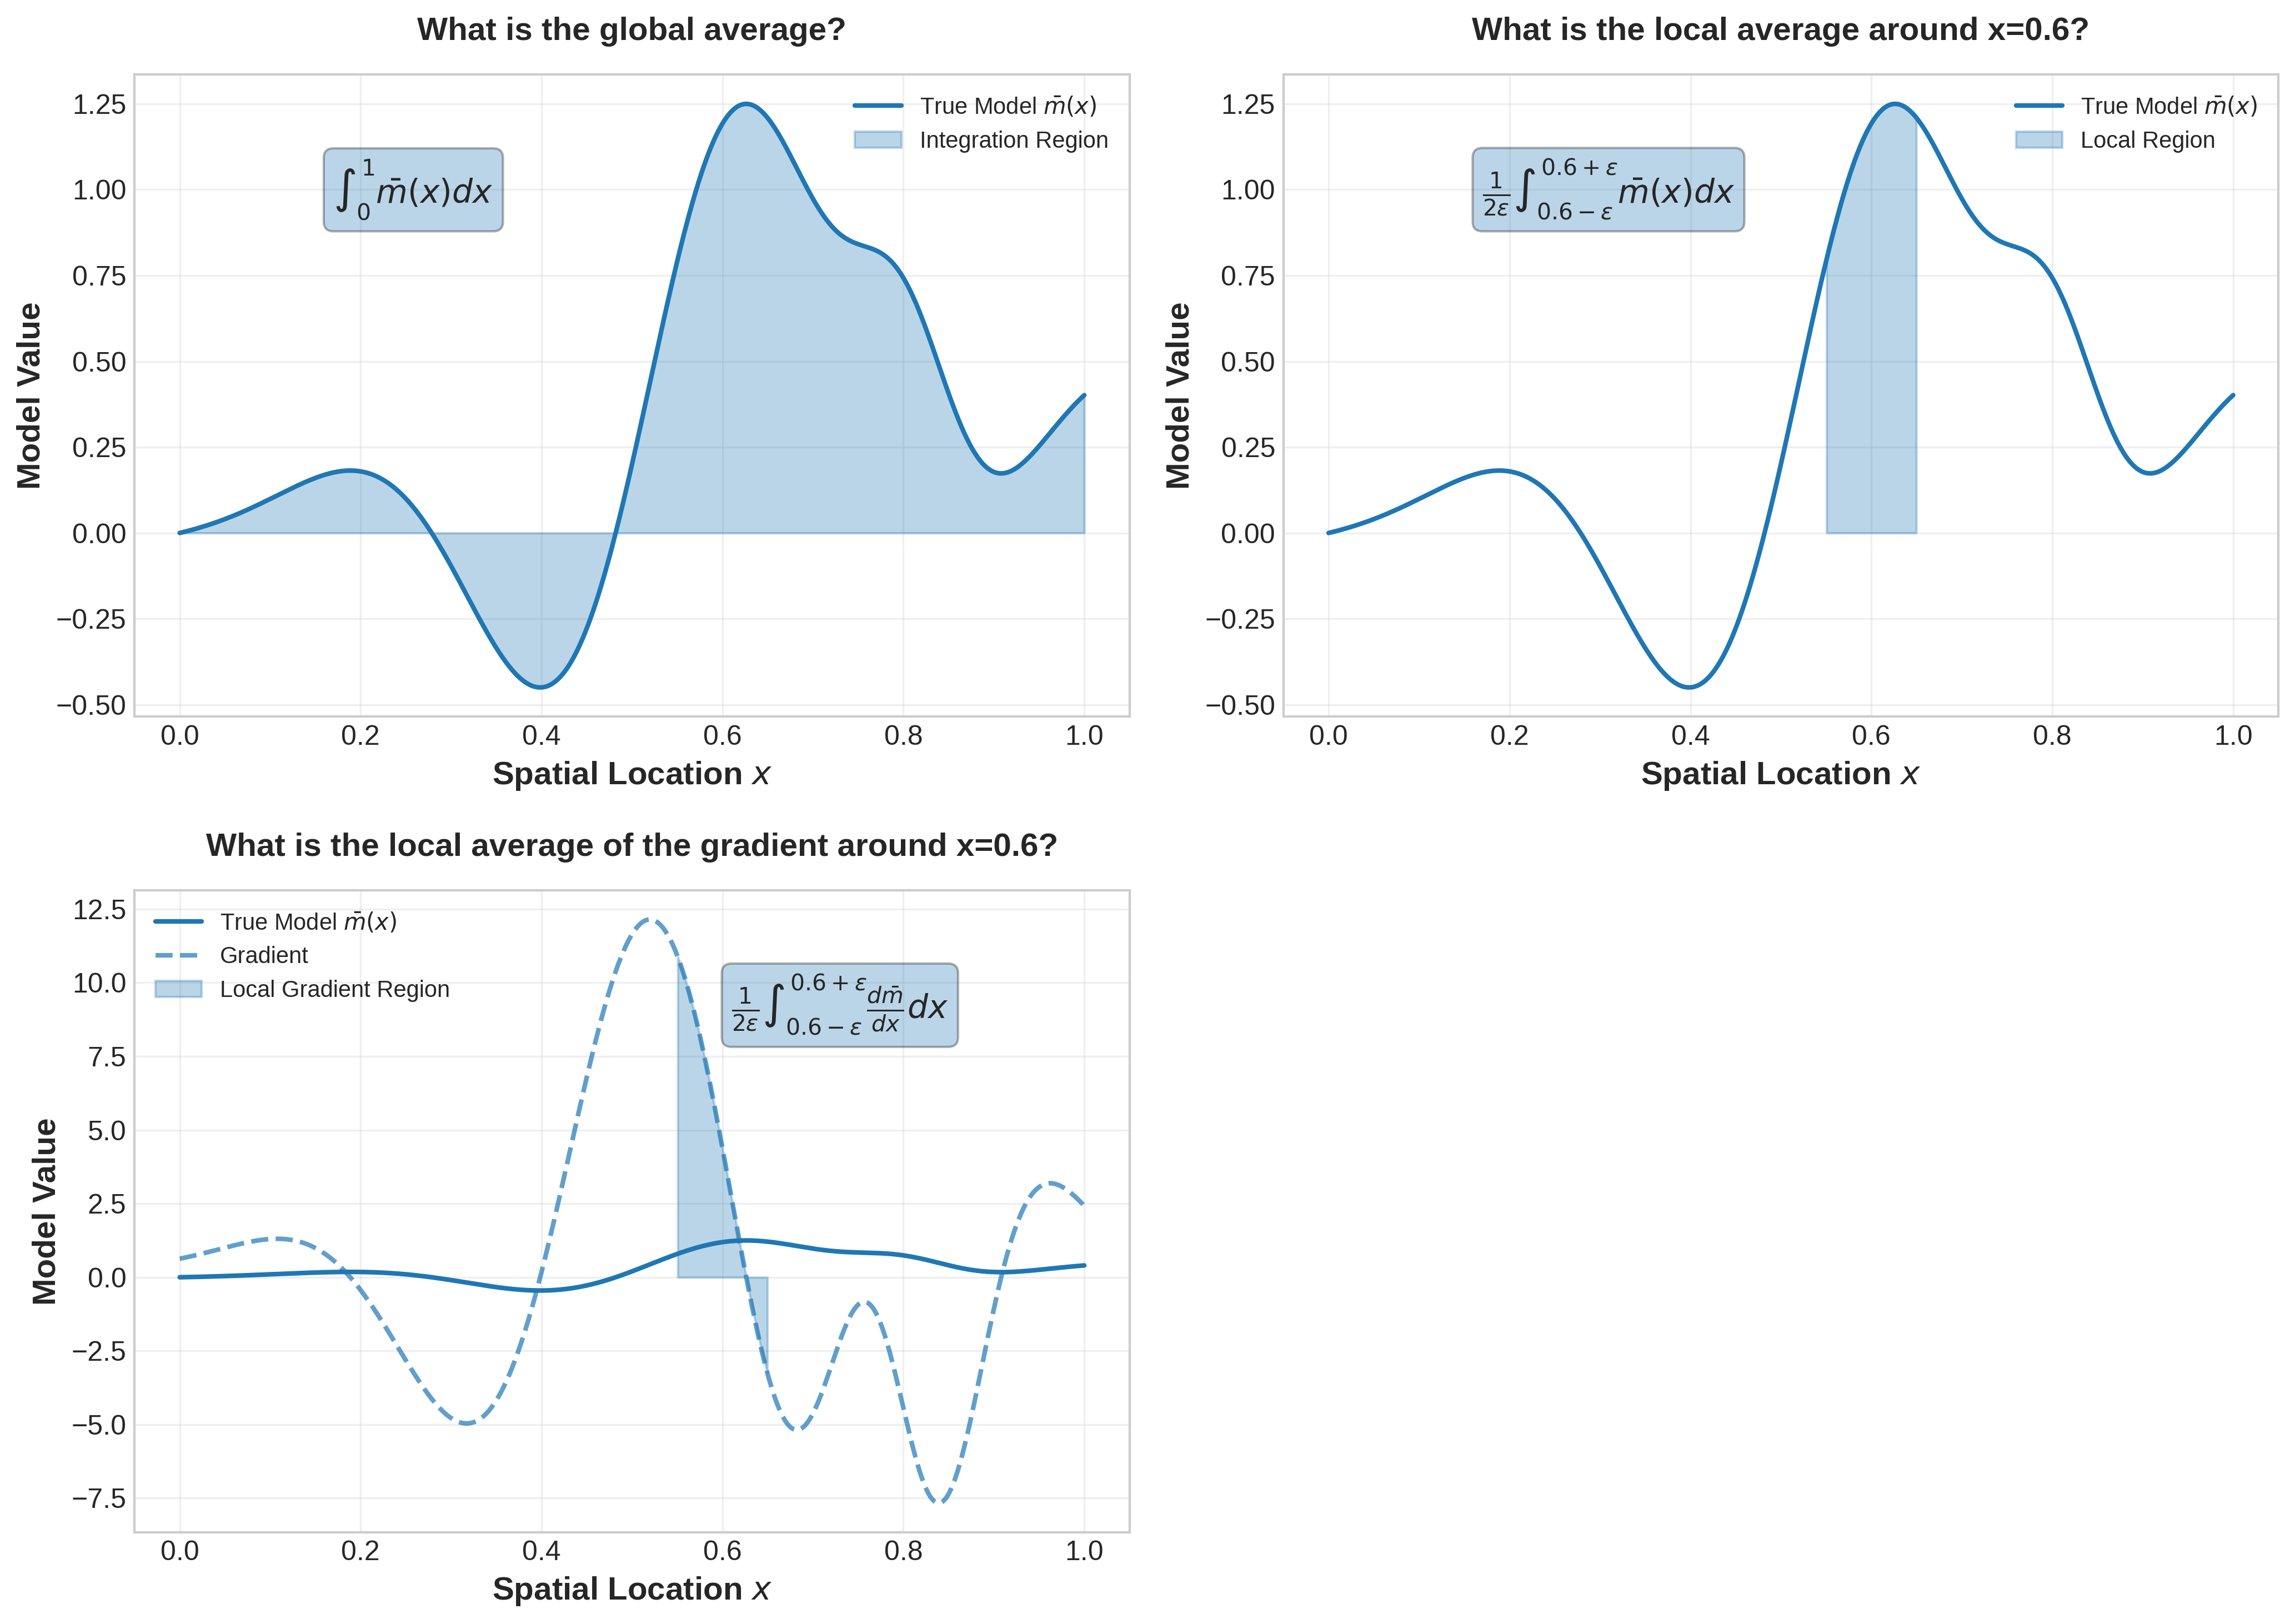 What is the global average?
1.25
1.00
0.75
0.50
0.25
0.00
−0.25
−0.50
Model Value
True Model m̄(x)
Integration Region
∫₀¹ m̄(x)dx
0.0 0.2 0.4 0.6 0.8 1.0
Spatial Location x
What is the local average around x=0.6?
1.25
1.00
0.75
0.50
0.25
0.00
−0.25
−0.50
Model Value
True Model m̄(x)
Local Region
1/2ε ∫_{0.6−ε}^{0.6+ε} m̄(x)dx
0.0 0.2 0.4 0.6 0.8 1.0
Spatial Location x
What is the local average of the gradient around x=0.6?
12.5
10.0
7.5
5.0
2.5
0.0
−2.5
−5.0
−7.5
Model Value
True Model m̄(x)
Gradient
Local Gradient Region
1/2ε ∫_{0.6−ε}^{0.6+ε} dm̄/dx dx
0.0 0.2 0.4 0.6 0.8 1.0
Spatial Location x